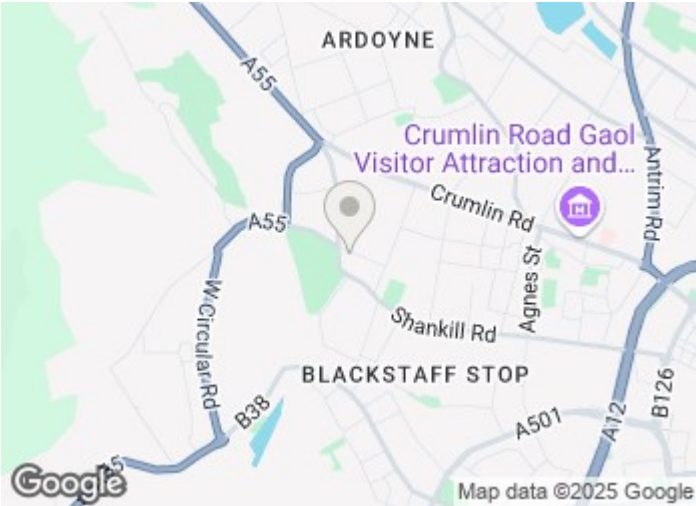 ARDOYNE
A55
Crumlin Road Gaol
Visitor Attraction and...
Antrim Rd
Crumlin Rd
A55
Agnes St
W Circular Rd
Shankill Rd
BLACKSTAFF STOP
B126
B38
A501
A12
A55
Google
Map data ©2025 Google